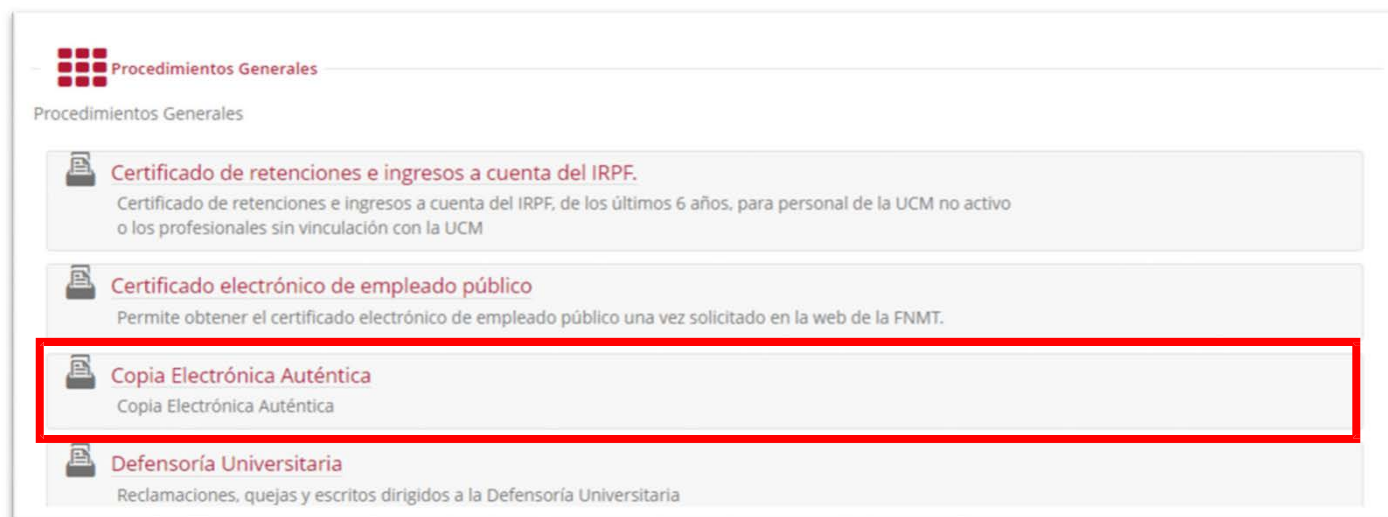 Procedimientos Generales
Procedimientos Generales
Certificado de retenciones e ingresos a cuenta del IRPF.
Certificado de retenciones e ingresos a cuenta del IRPF, de los últimos 6 años, para personal de la UCM no activo
o los profesionales sin vinculación con la UCM
Certificado electrónico de empleado público
Permite obtener el certificado electrónico de empleado público una vez solicitado en la web de la FNMT.
Copia Electrónica Auténtica
Copia Electrónica Auténtica
Defensoría Universitaria
Reclamaciones, quejas y escritos dirigidos a la Defensoría Universitaria